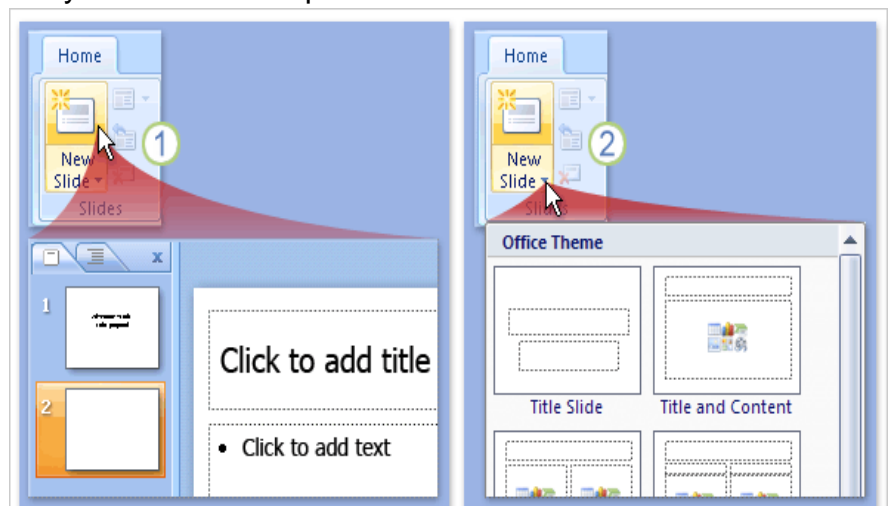 Home
1
New
Slide
Slides
x
1
2
Click to add title
• Click to add text
Home
2
New
Slide
Office Theme
Title Slide
Title and Content